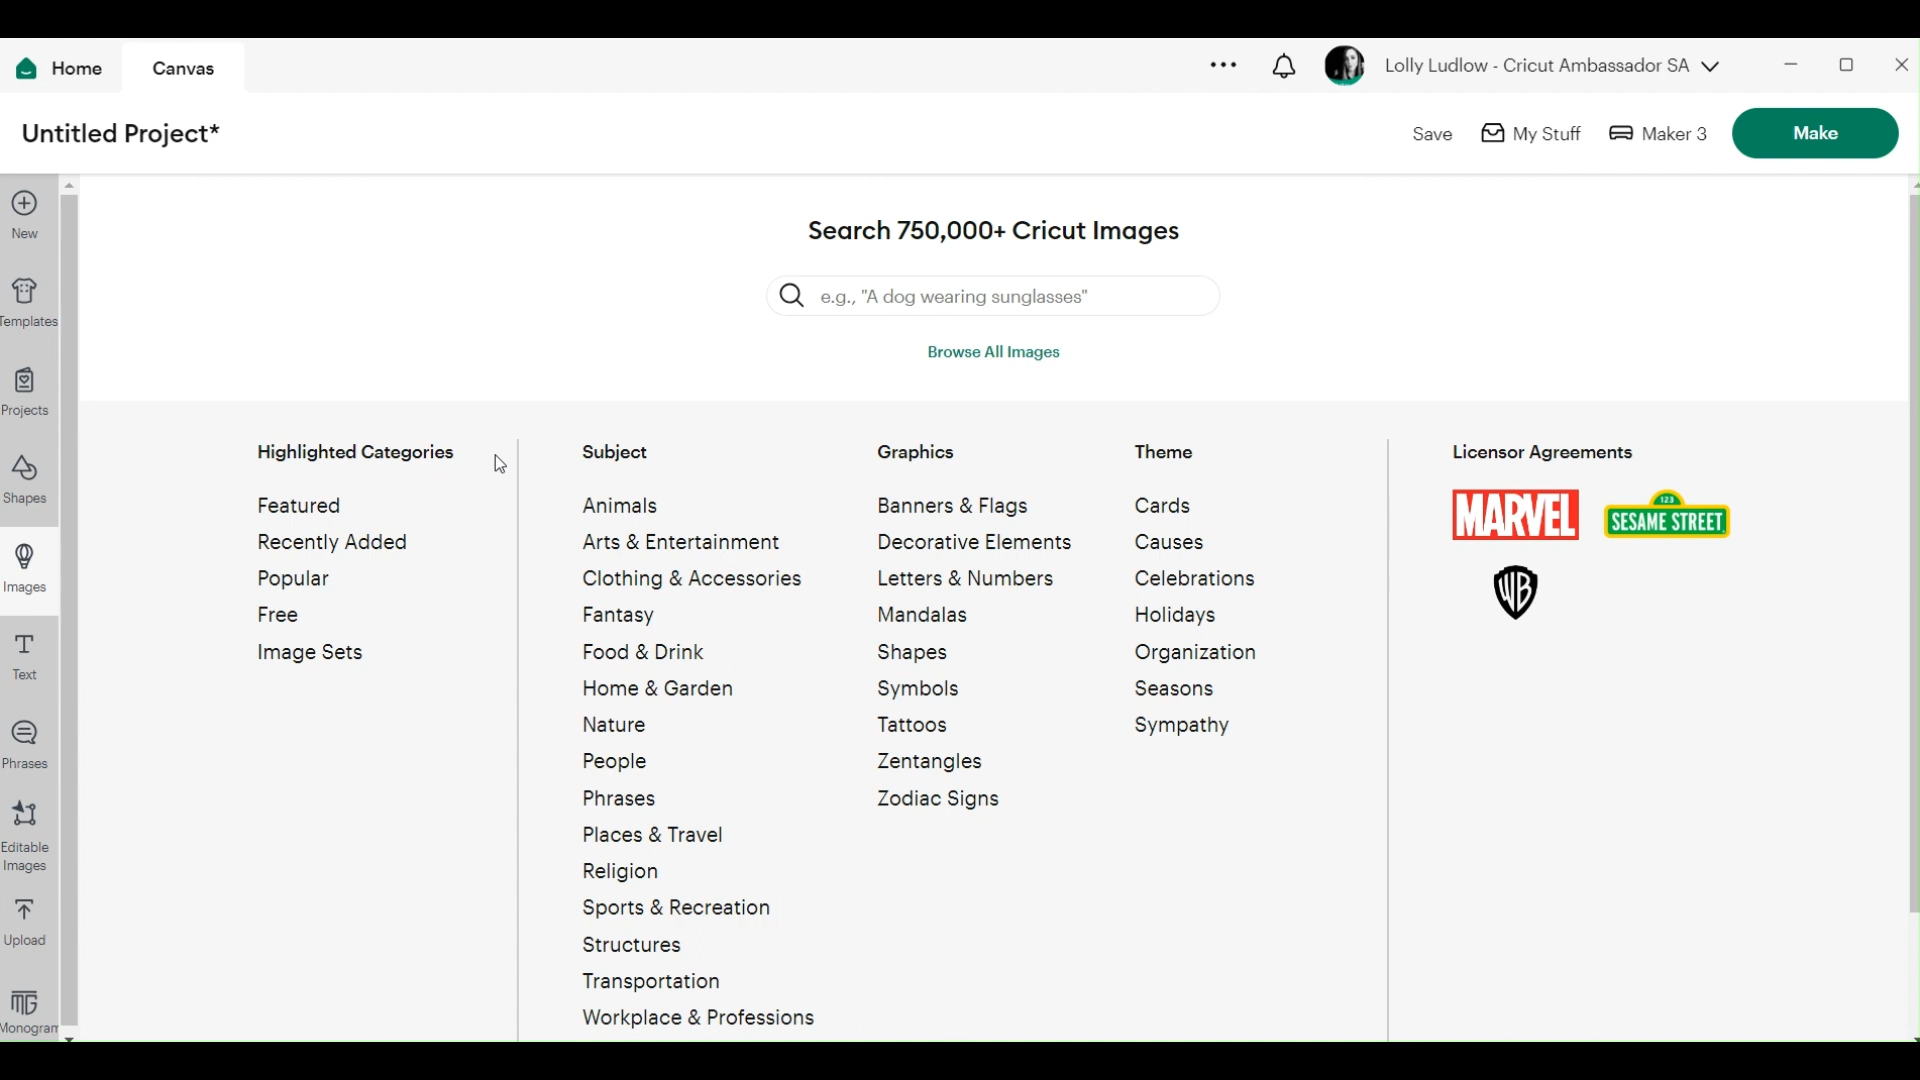 Home
Canvas
Lolly Ludlow - Cricut Ambassador SA
Untitled Project*
Save
My Stuff
Maker 3
Make
New
Templates
Projects
Shapes
Images
Text
Phrases
Editable
Images
Upload
Monogram
Search 750,000+ Cricut Images
e.g., "A dog wearing sunglasses"
Browse All Images
Highlighted Categories
Featured
Recently Added
Popular
Free
Image Sets
Subject
Animals
Arts & Entertainment
Clothing & Accessories
Fantasy
Food & Drink
Home & Garden
Nature
People
Phrases
Places & Travel
Religion
Sports & Recreation
Structures
Transportation
Workplace & Professions
Graphics
Banners & Flags
Decorative Elements
Letters & Numbers
Mandalas
Shapes
Symbols
Tattoos
Zentangles
Zodiac Signs
Theme
Cards
Causes
Celebrations
Holidays
Organization
Seasons
Sympathy
Licensor Agreements
MARVEL
123
SESAME STREET
WB